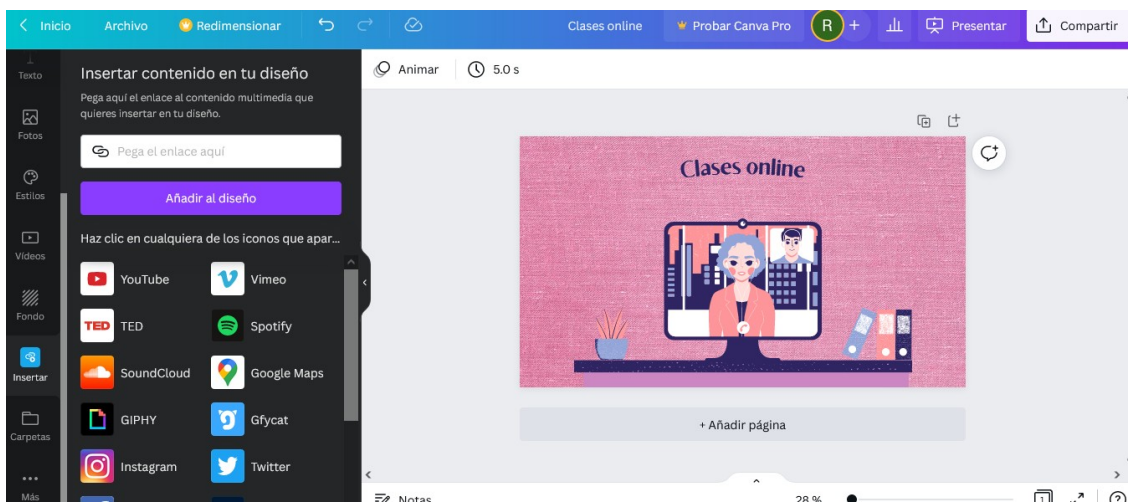 Inicio
Archivo
Redimensionar
Clases online
Probar Canva Pro
R
+
Presentar
Compartir
Texto
Fotos
Estilos
Vídeos
Fondo
Insertar
Carpetas
Más
Insertar contenido en tu diseño
Pega aquí el enlace al contenido multimedia que
quieres insertar en tu diseño.
Pega el enlace aquí
Añadir al diseño
Haz clic en cualquiera de los iconos que apar...
YouTube
Vimeo
TED TED
Spotify
SoundCloud
Google Maps
GIPHY
Gfycat
Instagram
Twitter
Animar
5.0 s
Clases online
+ Añadir página
Notas
28 %
1
?